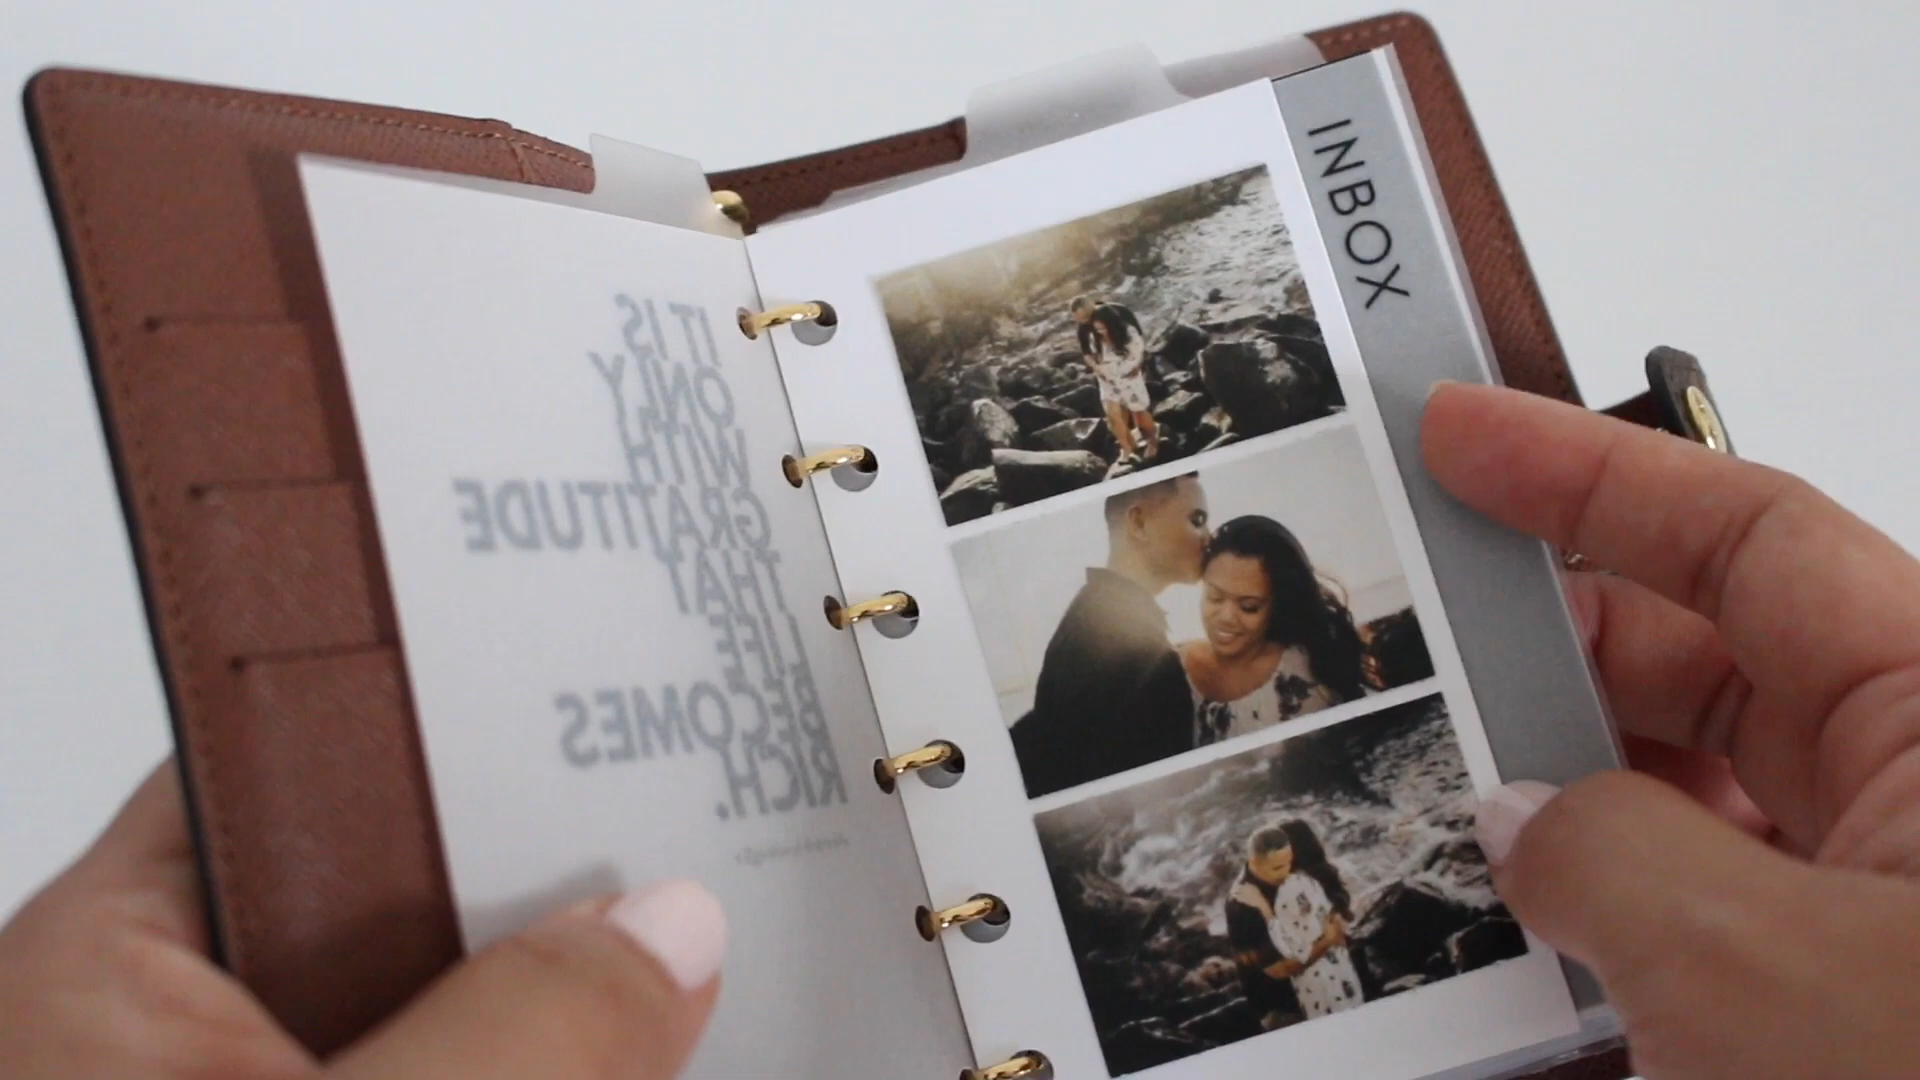 IT IS
ONLY
WITH
GRATITUDE
THAT
LIFE
BECOMES
RICH.
INBOX